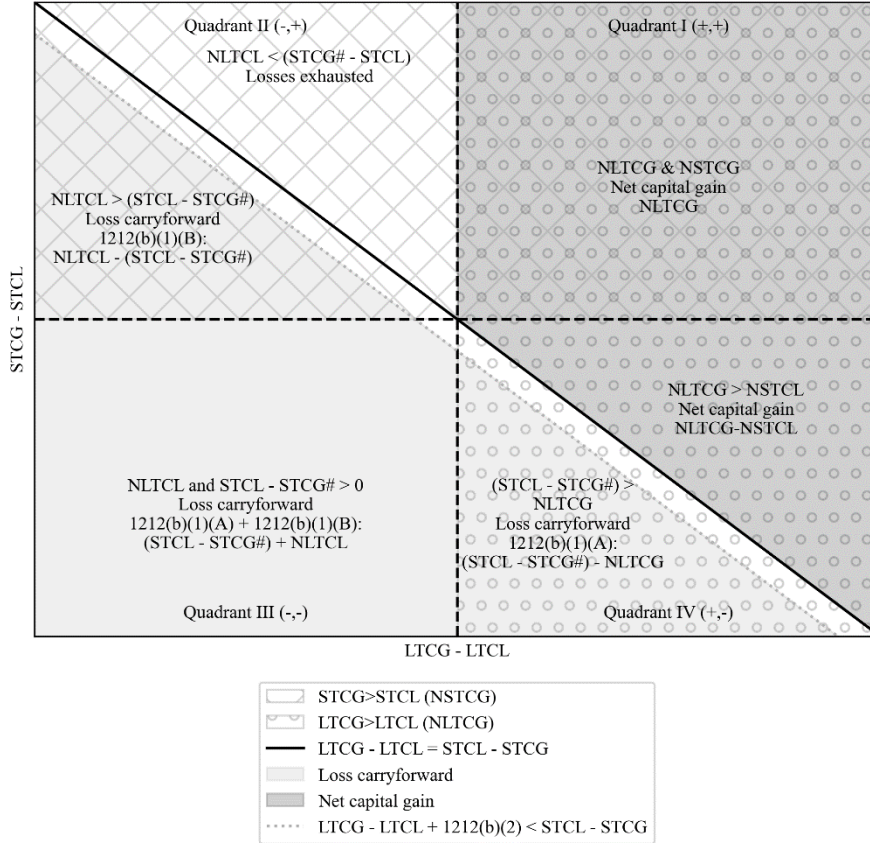 Quadrant II (-,+)
NLTCL < (STCG# - STCL)
Losses exhausted
Quadrant I (+,+)
NLTCG & NSTCG
Net capital gain
NLTCG
NLTCL > (STCL - STCG#)
Loss carryforward
1212(b)(1)(B):
NLTCL - (STCL - STCG#)
STCG - STCL
NLTCG > NSTCL
Net capital gain
NLTCG-NSTCL
NLTCL and STCL - STCG# > 0
Loss carryforward
1212(b)(1)(A) + 1212(b)(1)(B):
(STCL - STCG#) + NLTCL
(STCL - STCG#) >
NLTCG
Loss carryforward
1212(b)(1)(A):
(STCL - STCG#) - NLTCG
Quadrant III (-,-)
Quadrant IV (+,-)
LTCG - LTCL
STCG>STCL (NSTCG)
LTCG>LTCL (NLTCG)
LTCG - LTCL = STCL - STCG
Loss carryforward
Net capital gain
LTCG - LTCL + 1212(b)(2) < STCL - STCG